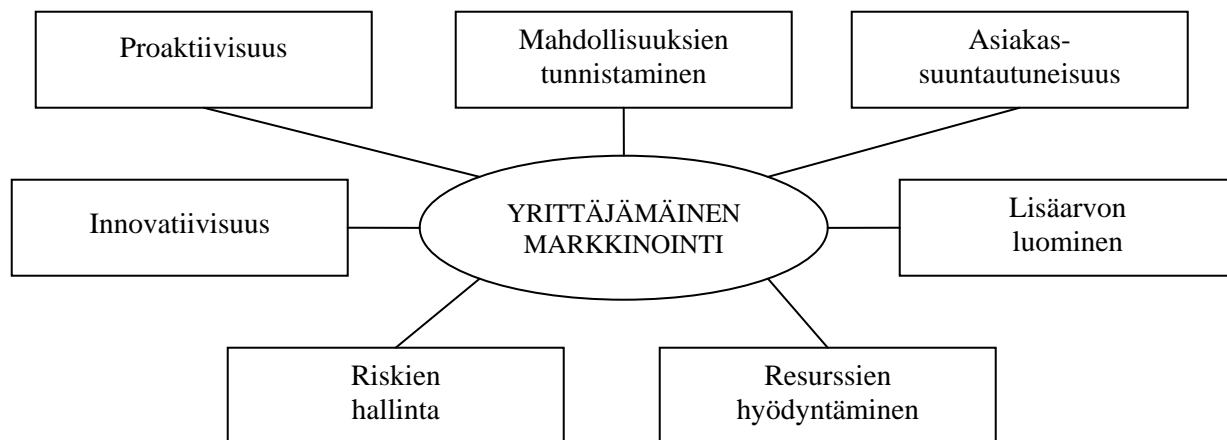 Proaktiivisuus
Mahdollisuuksien
tunnistaminen
Asiakas-
suuntautuneisuus
Innovatiivisuus
YRITTÄJÄMÄINEN
MARKKINOINTI
Lisäarvon
luominen
Riskien
hallinta
Resurssien
hyödyntäminen